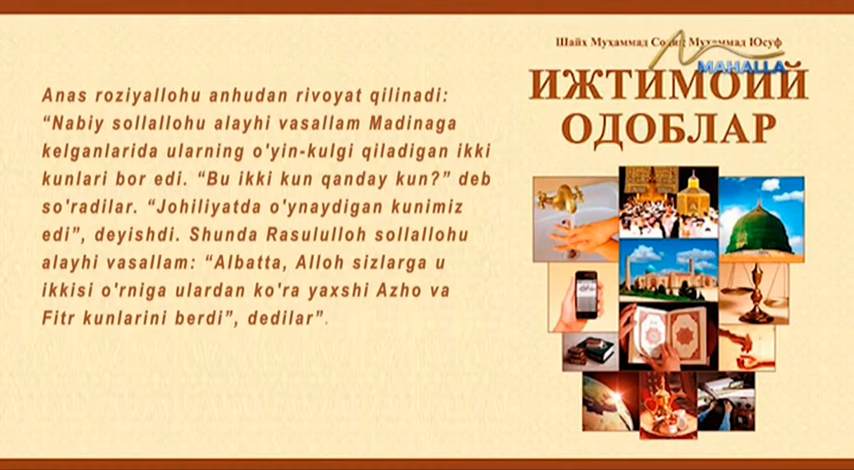 Anas roziyallohu anhudan rivoyat qilinadi:
“Nabiy sollallohu alayhi vasallam Madinaga
kelganlarida ularning o'yin-kulgi qiladigan ikki
kunlari bor edi. “Bu ikki kun qanday kun?” deb
so'radilar. “Johiliyatda o'ynaydigan kunimiz
edi”, deyishdi. Shunda Rasululloh sollallohu
alayhi vasallam: “Albatta, Alloh sizlarga u
ikkisi o'rniga ulardan ko'ra yaxshi Azho va
Fitr kunlarini berdi”, dedilar”.
Шайх Муҳаммад Содиқ Муҳаммад Юсуф
MAHALLA
ИЖТИМОИЙ
ОДОБЛАР